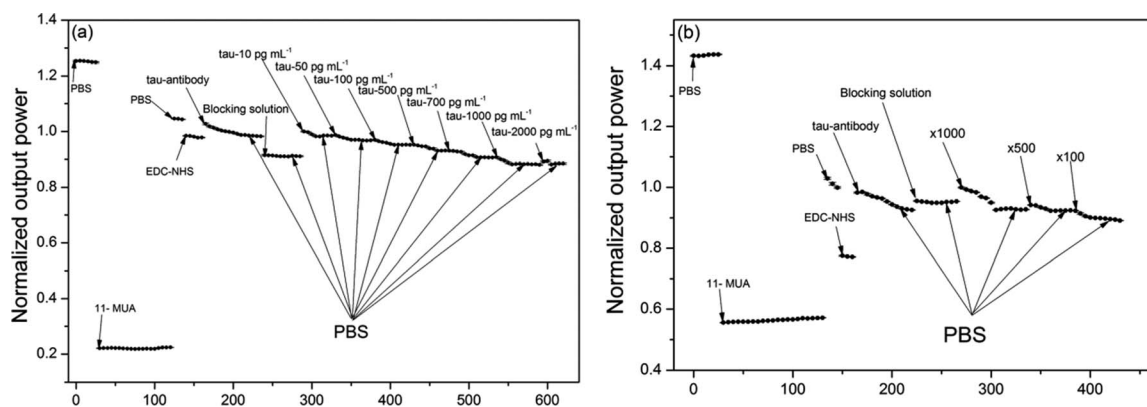 (a)
Normalized output power
1.4
1.2
1.0
0.8
0.6
0.4
0.2
0 100 200 300 400 500 600
PBS
11- MUA
PBS
EDC-NHS
tau-antibody
Blocking solution
tau-10 pg mL⁻¹
tau-50 pg mL⁻¹
tau-100 pg mL⁻¹
tau-500 pg mL⁻¹
tau-700 pg mL⁻¹
tau-1000 pg mL⁻¹
tau-2000 pg mL⁻¹
PBS
(b)
Normalized output power
1.4
1.2
1.0
0.8
0.6
0.4
0 100 200 300 400
PBS
11- MUA
PBS
EDC-NHS
tau-antibody
Blocking solution
x1000
x500
x100
PBS